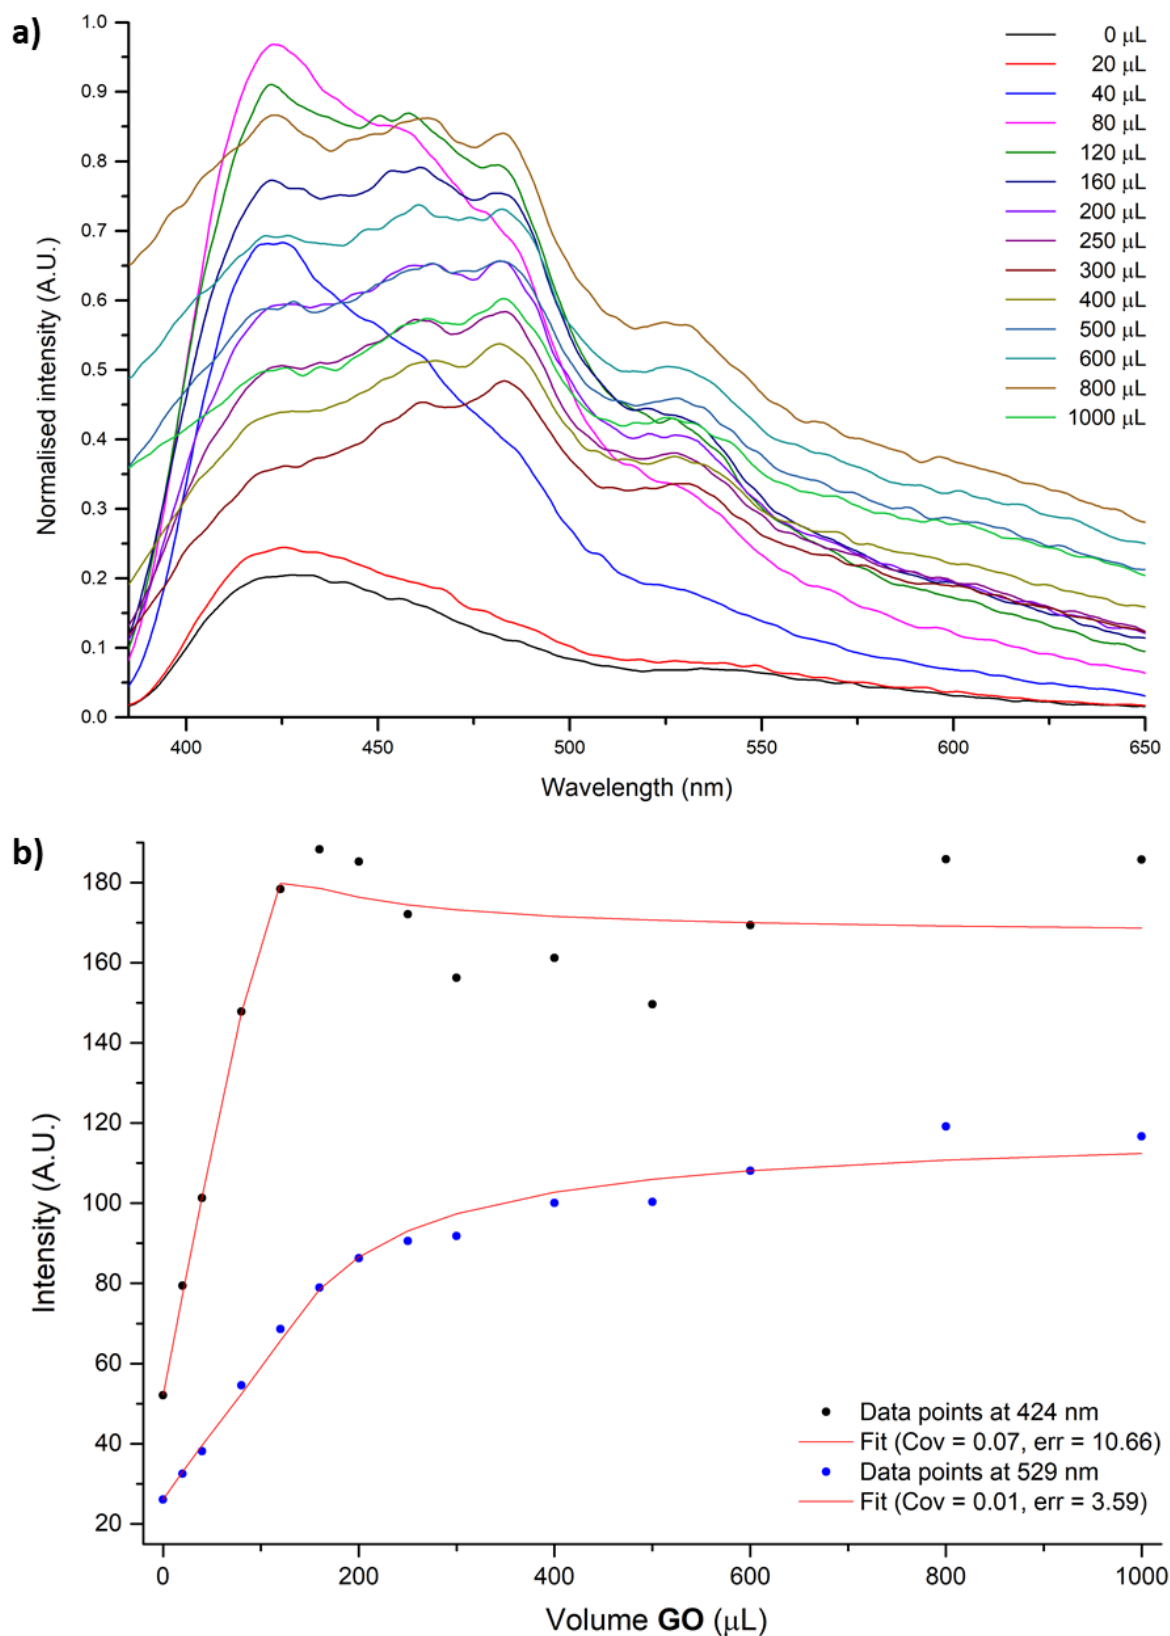 a)
1.0
0.9
0.8
0.7
0.6
0.5
0.4
0.3
0.2
0.1
0.0
Normalised intensity (A.U.)
400
450
500
550
600
650
Wavelength (nm)
0 µL
20 µL
40 µL
80 µL
120 µL
160 µL
200 µL
250 µL
300 µL
400 µL
500 µL
600 µL
800 µL
1000 µL
b)
180
160
140
120
100
80
60
40
20
Intensity (A.U.)
0
200
400
600
800
1000
Volume GO (µL)
Data points at 424 nm
Fit (Cov = 0.07, err = 10.66)
Data points at 529 nm
Fit (Cov = 0.01, err = 3.59)